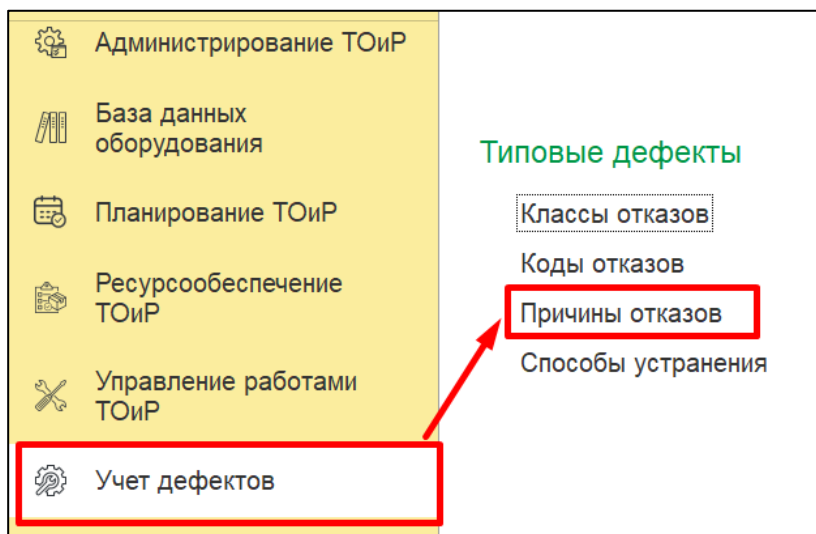 Администрирование ТОиР
База данных
оборудования
Планирование ТОиР
Ресурсообеспечение
ТОиР
Управление работами
ТОиР
Учет дефектов
Типовые дефекты
Классы отказов
Коды отказов
Причины отказов
Способы устранения